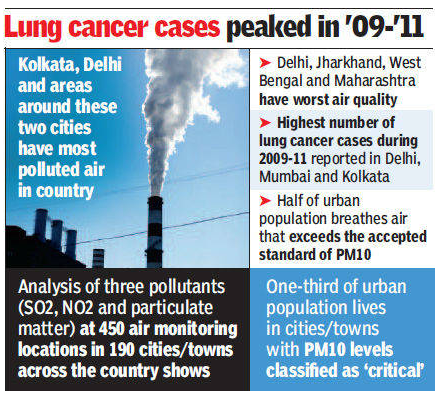 Lung cancer cases peaked in '09-'11
Kolkata, Delhi
and areas
around these
two cities
have most
polluted air
in country
➤ Delhi, Jharkhand, West
Bengal and Maharashtra
have worst air quality
➤ Highest number of
lung cancer cases during
2009-11 reported in Delhi,
Mumbai and Kolkata
➤ Half of urban
population breathes air
that exceeds the accepted
standard of PM10
Analysis of three pollutants
(SO2, NO2 and particulate
matter) at 450 air monitoring
locations in 190 cities/towns
across the country shows
One-third of urban
population lives
in cities/towns
with PM10 levels
classified as ‘critical’